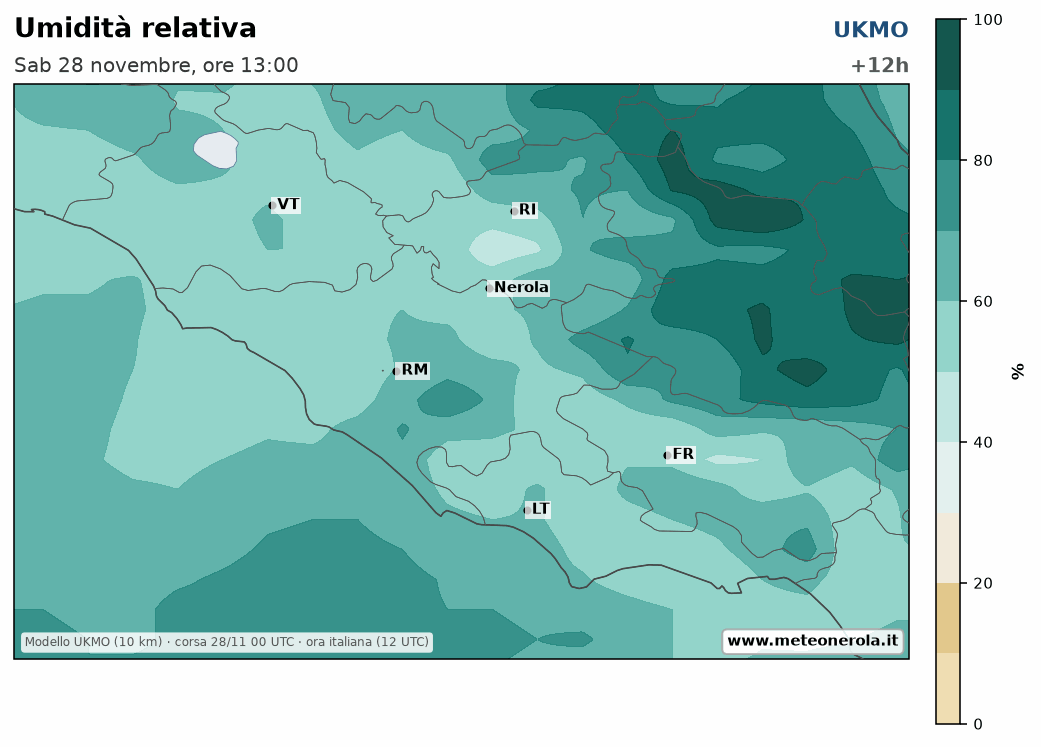 Umidità relativa
UKMO
Sab 28 novembre, ore 13:00
+12h
100
80
60
40
20
0
%
VT
RI
Nerola
RM
FR
LT
Modello UKMO (10 km) · corsa 28/11 00 UTC · ora italiana (12 UTC)
www.meteonerola.it